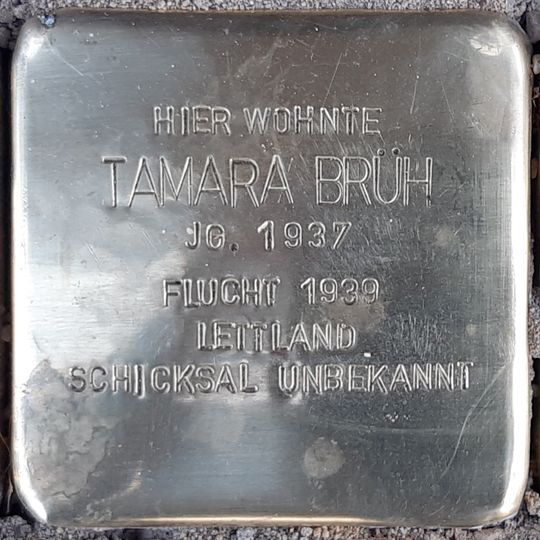 HIER WOHNTE
TAMARA BRÜH
JG. 1937
FLUCHT 1939
LETTLAND
SCHICKSAL UNBEKANNT